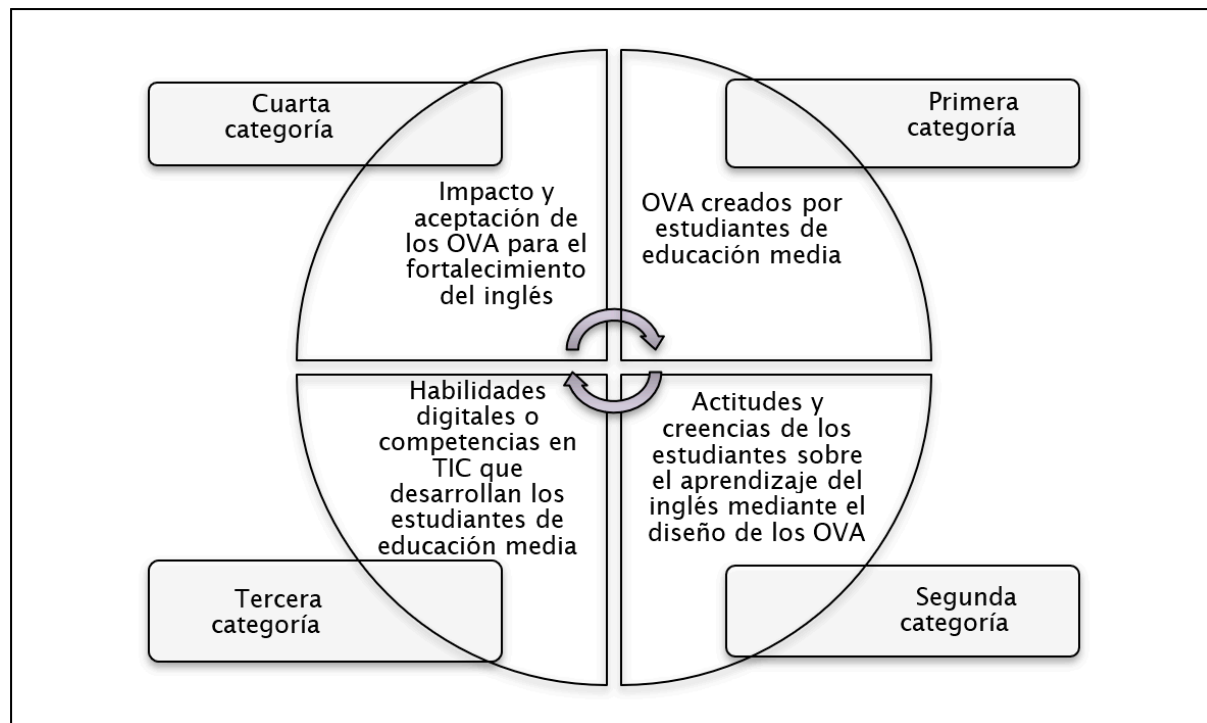 Cuarta
categoría
Primera
categoría
Impacto y
aceptación de
los OVA para el
fortalecimiento
del inglés
OVA creados por
estudiantes de
educación media
Habilidades
digitales o
competencias en
TIC que
desarrollan los
estudiantes de
educación media
Actitudes y
creencias de los
estudiantes sobre
el aprendizaje del
inglés mediante el
diseño de los OVA
Tercera
categoría
Segunda
categoría